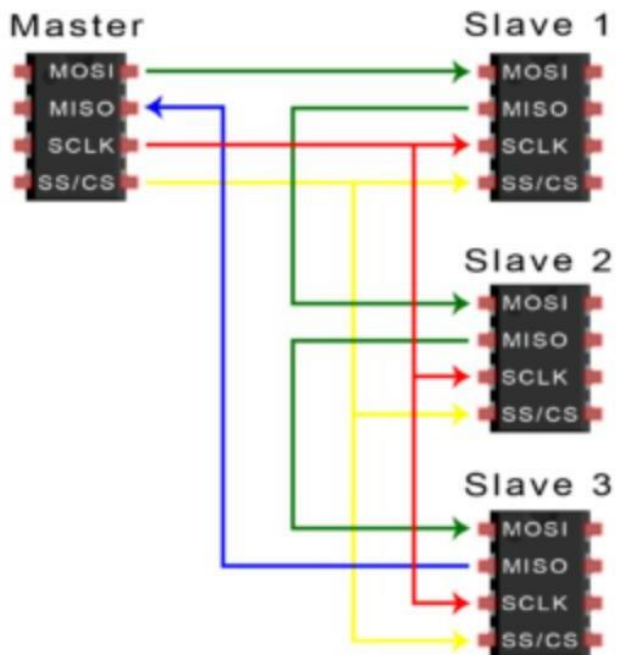 Master
MOSI
MISO
SCLK
SS/CS
Slave 1
MOSI
MISO
SCLK
SS/CS
Slave 2
MOSI
MISO
SCLK
SS/CS
Slave 3
MOSI
MISO
SCLK
SS/CS